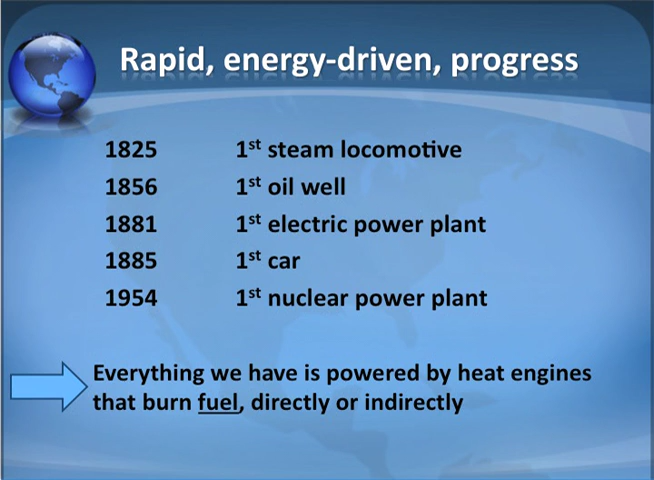 Rapid, energy-driven, progress
1825 1st steam locomotive
1856 1st oil well
1881 1st electric power plant
1885 1st car
1954 1st nuclear power plant
Everything we have is powered by heat engines
that burn fuel, directly or indirectly